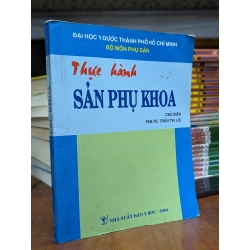 ĐẠI HỌC Y DƯỢC THÀNH PHỐ HỒ CHÍ MINH
BỘ MÔN PHỤ SẢN
Thực hành
SẢN PHỤ KHOA
CHỦ BIÊN
PGS TS. TRẦN THỊ LỢI
NHÀ XUẤT BẢN Y HỌC - 2004